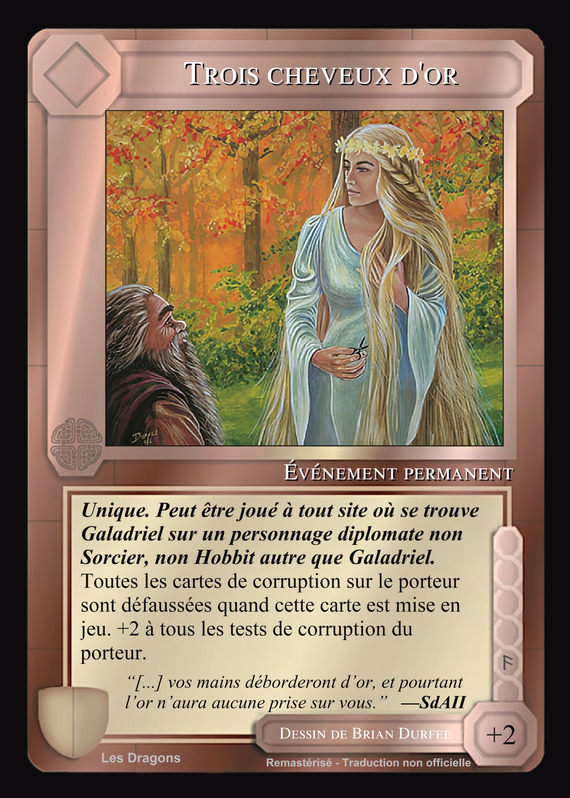 Trois cheveux d'or
Durfee
Événement permanent
Unique. Peut être joué à tout site où se trouve
Galadriel sur un personnage diplomate non
Sorcier, non Hobbit autre que Galadriel.
Toutes les cartes de corruption sur le porteur
sont défaussées quand cette carte est mise en
jeu. +2 à tous les tests de corruption du
porteur.
“[...] vos mains déborderont d’or, et pourtant
l’or n’aura aucune prise sur vous.” —SdAII
Dessin de Brian Durfee
+2
Les Dragons
Remastérisé - Traduction non officielle